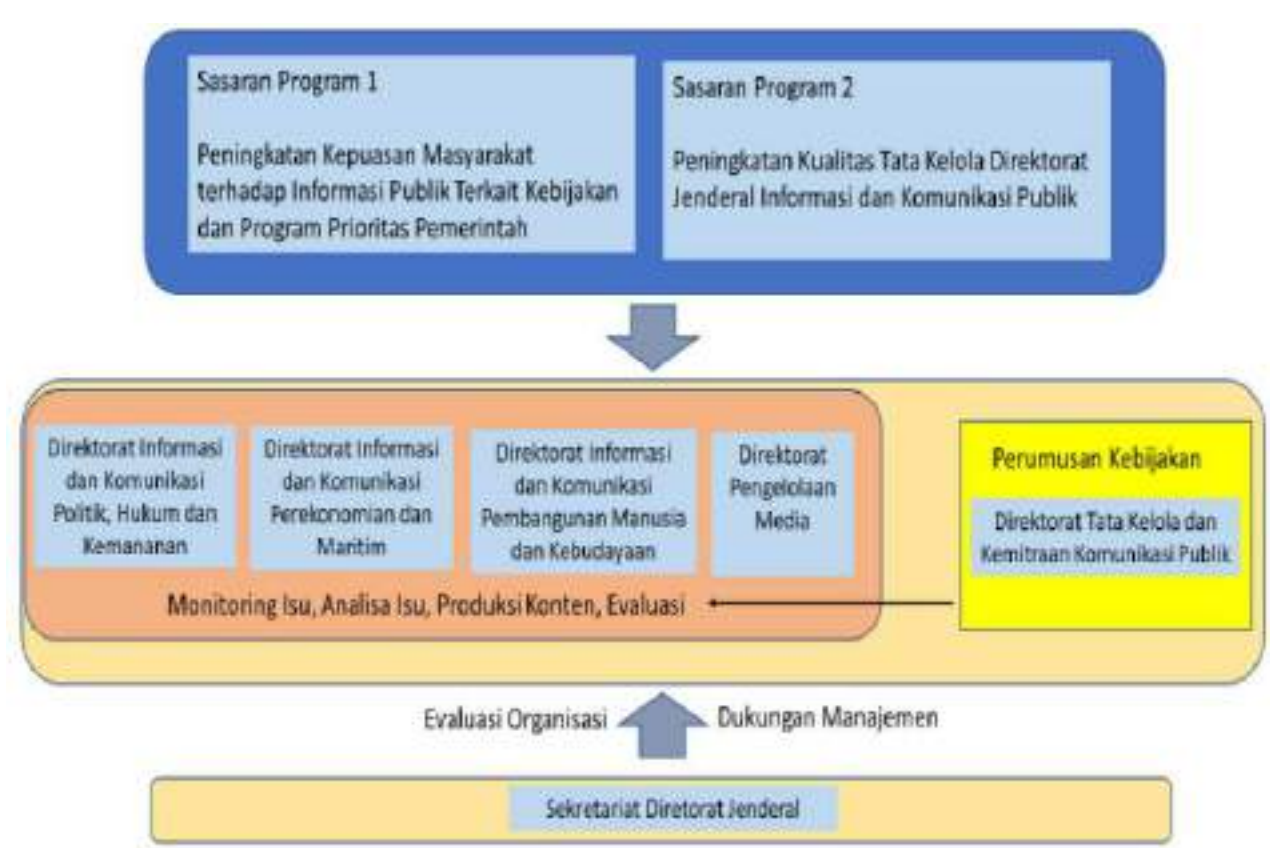 Sasaran Program 1
Peningkatan Kepuasan Masyarakat
terhadap Informasi Publik Terkait Kebijakan
dan Program Prioritas Pemerintah
Sasaran Program 2
Peningkatan Kualitas Tata Kelola Direktorat
Jenderal Informasi dan Komunikasi Publik
Direktorat Informasi
dan Komunikasi
Politik, Hukum dan
Kemananan
Direktorat Informasi
dan Komunikasi
Perekonomian dan
Maritim
Direktorat Informasi
dan Komunikasi
Pembangunan Manusia
dan Kebudayaan
Direktorat
Pengelolaan
Media
Monitoring Isu, Analisa Isu, Produksi Konten, Evaluasi
Perumusan Kebijakan
Direktorat Tata Kelola dan
Kemitraan Komunikasi Publik
Evaluasi Organisasi
Dukungan Manajemen
Sekretariat Diretorat Jenderal